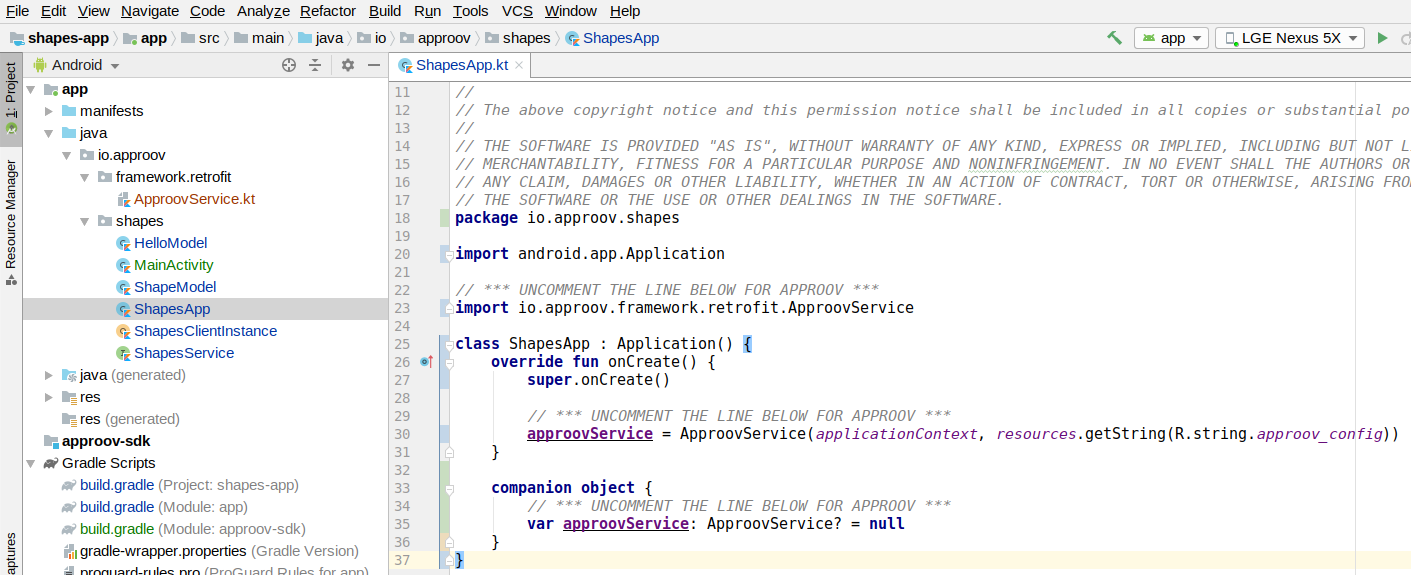 File Edit View Navigate Code Analyze Refactor Build Run Tools VCS Window Help
shapes-app app src main java io approov shapes ShapesApp app LGE Nexus 5X
1: Project
Resource Manager
aptures
Android
app
manifests
java
io.approov
framework.retrofit
ApproovService.kt
shapes
HelloModel
MainActivity
ShapeModel
ShapesApp
ShapesClientInstance
ShapesService
java (generated)
res
res (generated)
approov-sdk
Gradle Scripts
build.gradle (Project: shapes-app)
build.gradle (Module: app)
build.gradle (Module: approov-sdk)
gradle-wrapper.properties (Gradle Version)
proguard-rules.pro (ProGuard Rules for app)
ShapesApp.kt
11 //
12 // The above copyright notice and this permission notice shall be included in all copies or substantial po
13 //
14 // THE SOFTWARE IS PROVIDED "AS IS", WITHOUT WARRANTY OF ANY KIND, EXPRESS OR IMPLIED, INCLUDING BUT NOT LI
15 // MERCHANTABILITY, FITNESS FOR A PARTICULAR PURPOSE AND NONINFRINGEMENT. IN NO EVENT SHALL THE AUTHORS OR
16 // ANY CLAIM, DAMAGES OR OTHER LIABILITY, WHETHER IN AN ACTION OF CONTRACT, TORT OR OTHERWISE, ARISING FRO
17 // THE SOFTWARE OR THE USE OR OTHER DEALINGS IN THE SOFTWARE.
18 package io.approov.shapes
19
20 import android.app.Application
21
22 // *** UNCOMMENT THE LINE BELOW FOR APPROOV ***
23 import io.approov.framework.retrofit.ApproovService
24
25 class ShapesApp : Application() {
26 override fun onCreate() {
27 super.onCreate()
28
29 // *** UNCOMMENT THE LINE BELOW FOR APPROOV ***
30 approovService = ApproovService(applicationContext, resources.getString(R.string.approov_config))
31 }
32
33 companion object {
34 // *** UNCOMMENT THE LINE BELOW FOR APPROOV ***
35 var approovService: ApproovService? = null
36 }
37 }